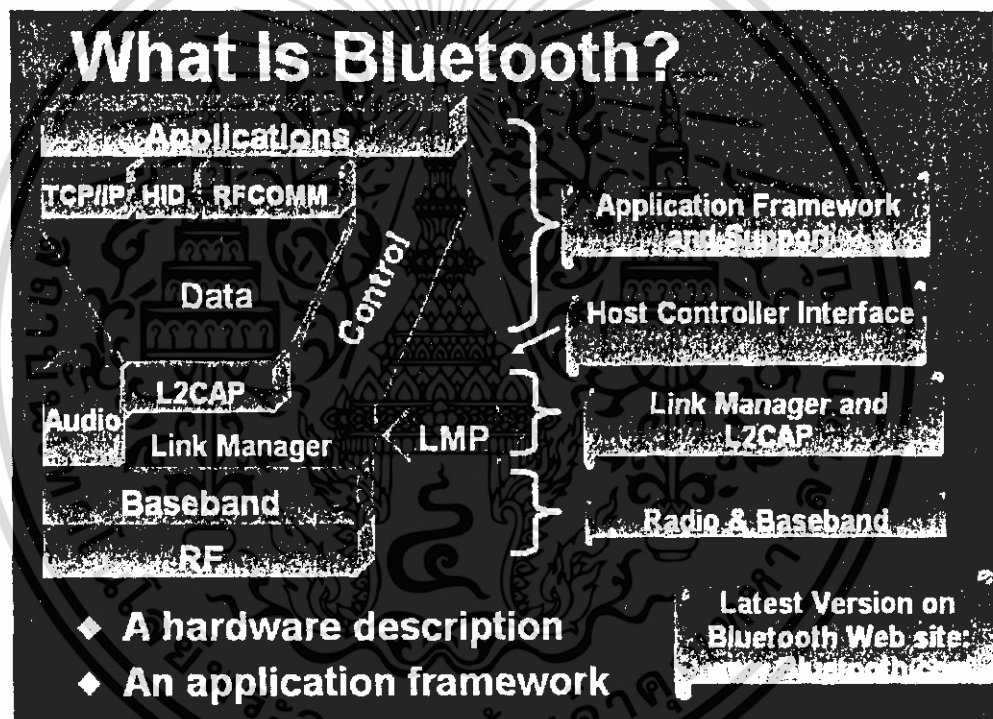 What Is Bluetooth?
Applications
TCP/IP HID RFCOMM
Data
Control
L2CAP
Audio
Link Manager
LMP
Baseband
RF
Application Framework
and Support
Host Controller Interface
Link Manager and
L2CAP
Radio & Baseband
◆ A hardware description
◆ An application framework
Latest Version on
Bluetooth Web site: